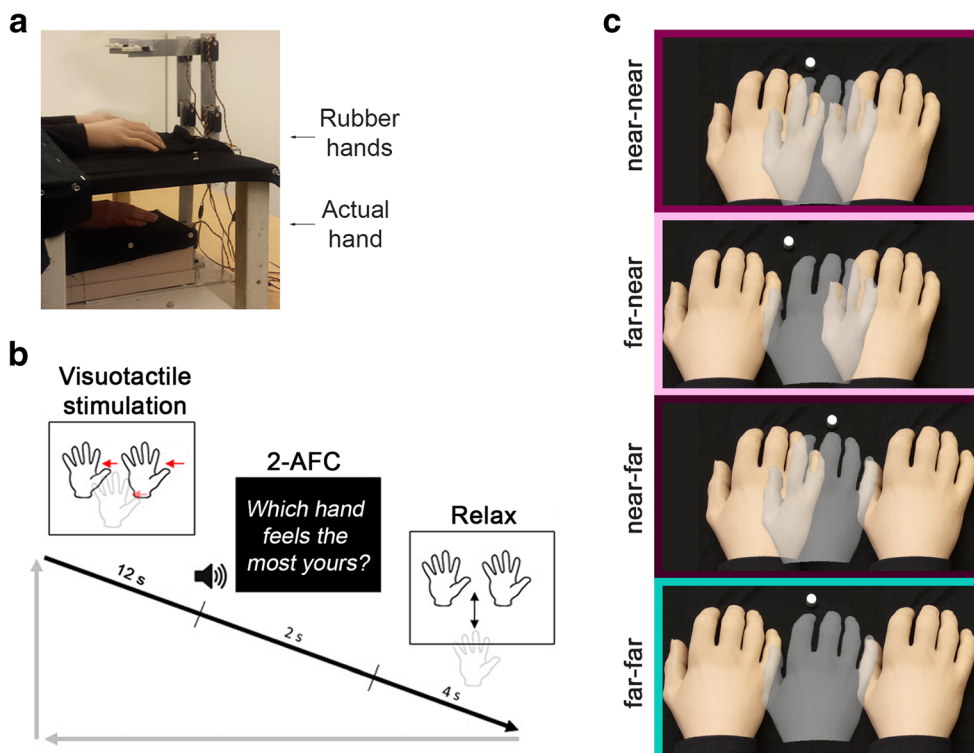 a
Rubber
hands
Actual
hand
b
Visuotactile
stimulation
2-AFC
Which hand
feels the
most yours?
Relax
12 s
2 s
4s
c
near-near
far-near
near-far
far-far